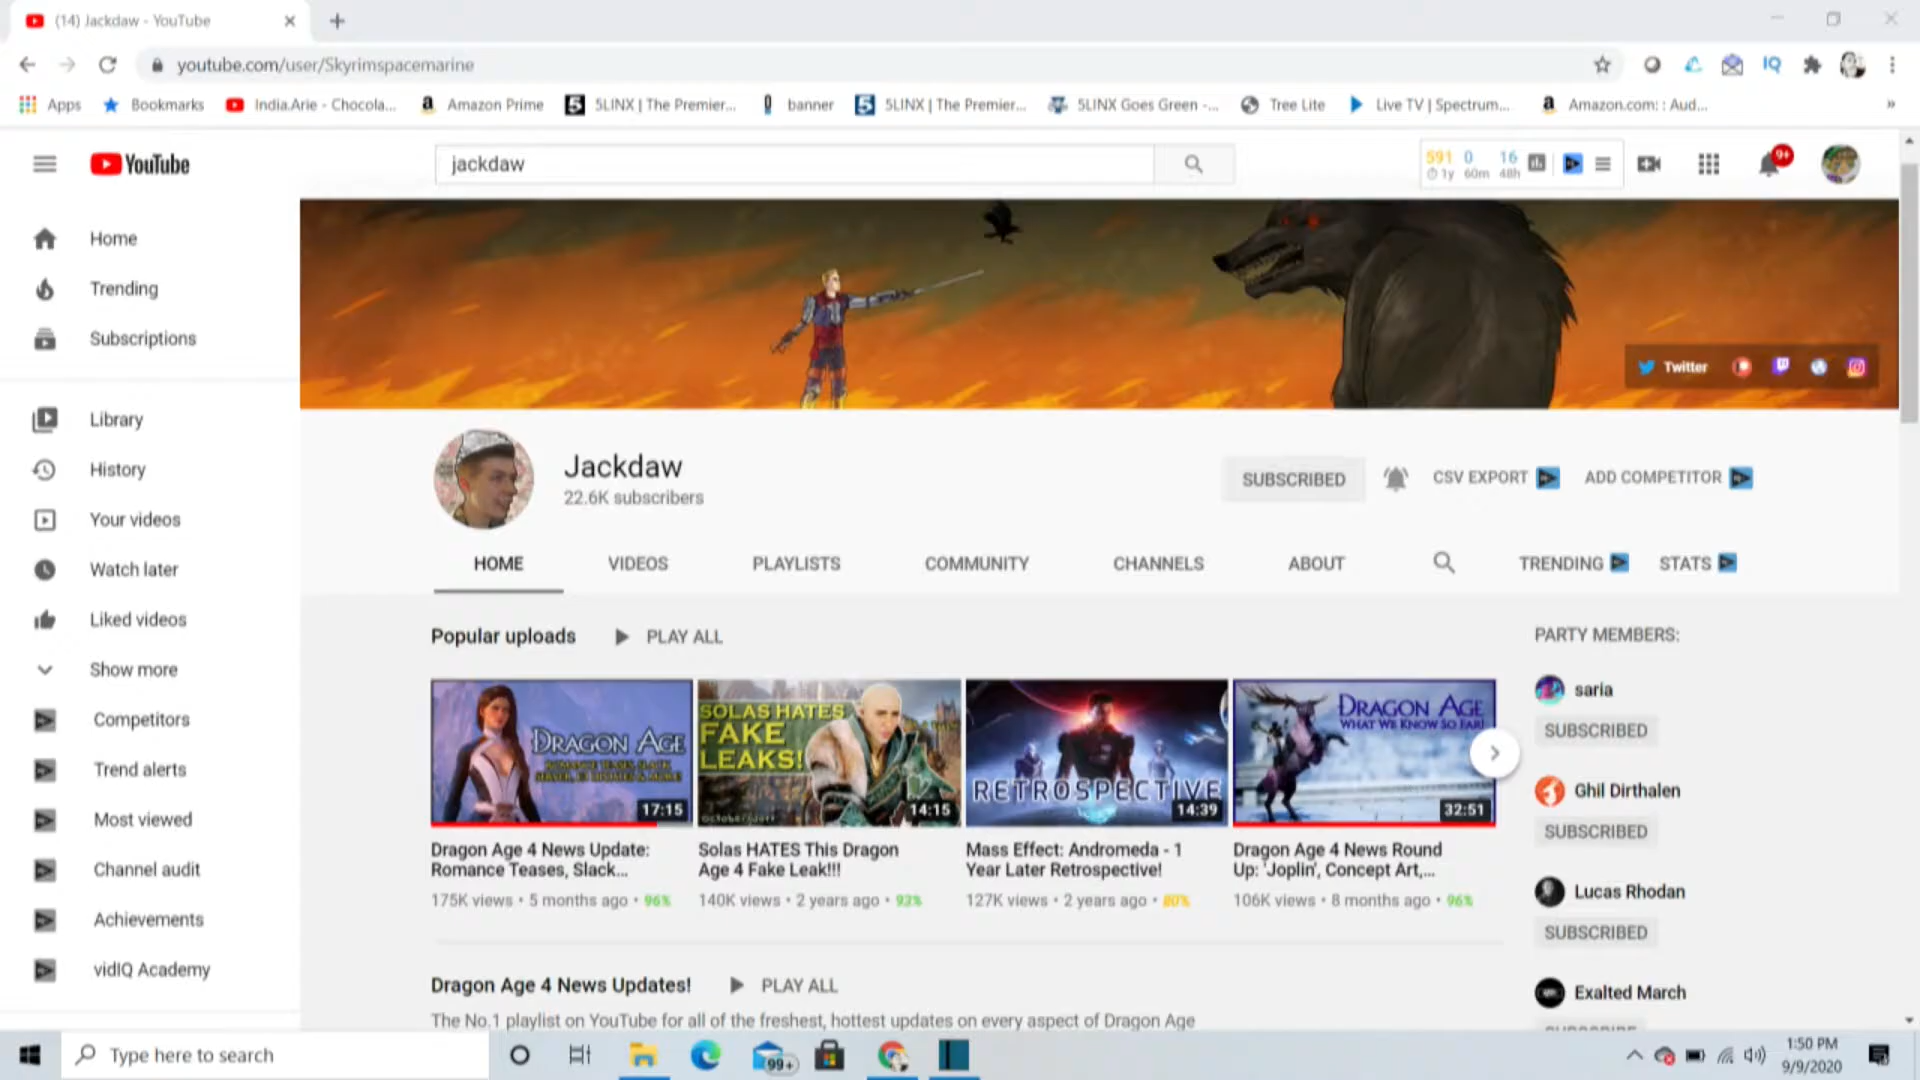 (14) Jackdaw - YouTube
youtube.com/user/Skyrimspacemarine
IQ
Apps Bookmarks India.Arie - Chocola... Amazon Prime 5LINX | The Premier... banner 5LINX | The Premier... 5LINX Goes Green -... Tree Lite Live TV | Spectrum... Amazon.com: : Aud... »
YouTube
jackdaw
591 0 16
1y 60m 48h
9+
Home
Trending
Subscriptions
Library
History
Your videos
Watch later
Liked videos
Show more
Competitors
Trend alerts
Most viewed
Channel audit
Achievements
vidIQ Academy
Twitter
Jackdaw
22.6K subscribers
SUBSCRIBED
CSV EXPORT
ADD COMPETITOR
HOME VIDEOS PLAYLISTS COMMUNITY CHANNELS ABOUT TRENDING STATS
Popular uploads PLAY ALL
DRAGON AGE
17:15
SOLAS HATES
FAKE
LEAKS!
14:15
RETROSPECTIVE
14:39
DRAGON AGE
WHAT WE KNOW SO FAR!
32:51
Dragon Age 4 News Update:
Romance Teases, Slack...
175K views • 5 months ago • 96%
Solas HATES This Dragon
Age 4 Fake Leak!!!
140K views • 2 years ago • 93%
Mass Effect: Andromeda - 1
Year Later Retrospective!
127K views • 2 years ago • 80%
Dragon Age 4 News Round
Up: 'Joplin', Concept Art,...
106K views • 8 months ago • 96%
Dragon Age 4 News Updates! PLAY ALL
The No.1 playlist on YouTube for all of the freshest, hottest updates on every aspect of Dragon Age
PARTY MEMBERS:
saria
SUBSCRIBED
Ghil Dirthalen
SUBSCRIBED
Lucas Rhodan
SUBSCRIBED
Exalted March
Type here to search
99+
1:50 PM
9/9/2020